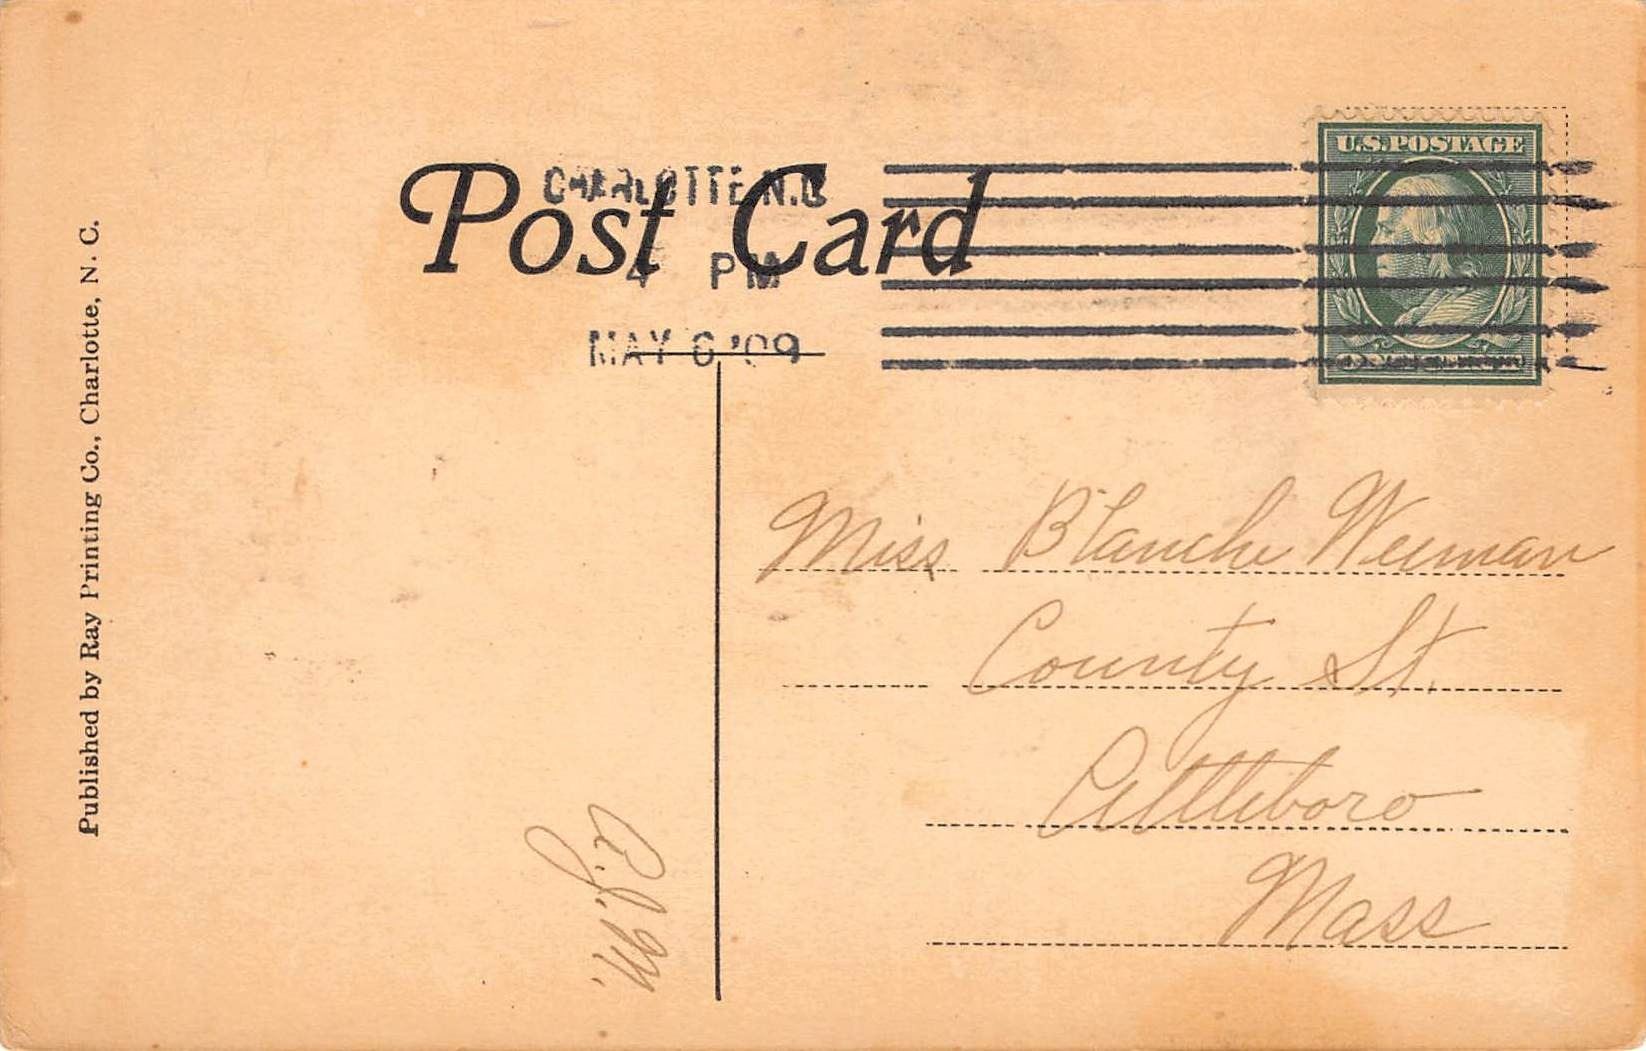 Post Card
CHARLOTTE N.C
4 PM
MAY 6 '09
U.S.POSTAGE
Published by Ray Printing Co., Charlotte, N. C.
Miss Blanche
County St.
Attleboro
Mass